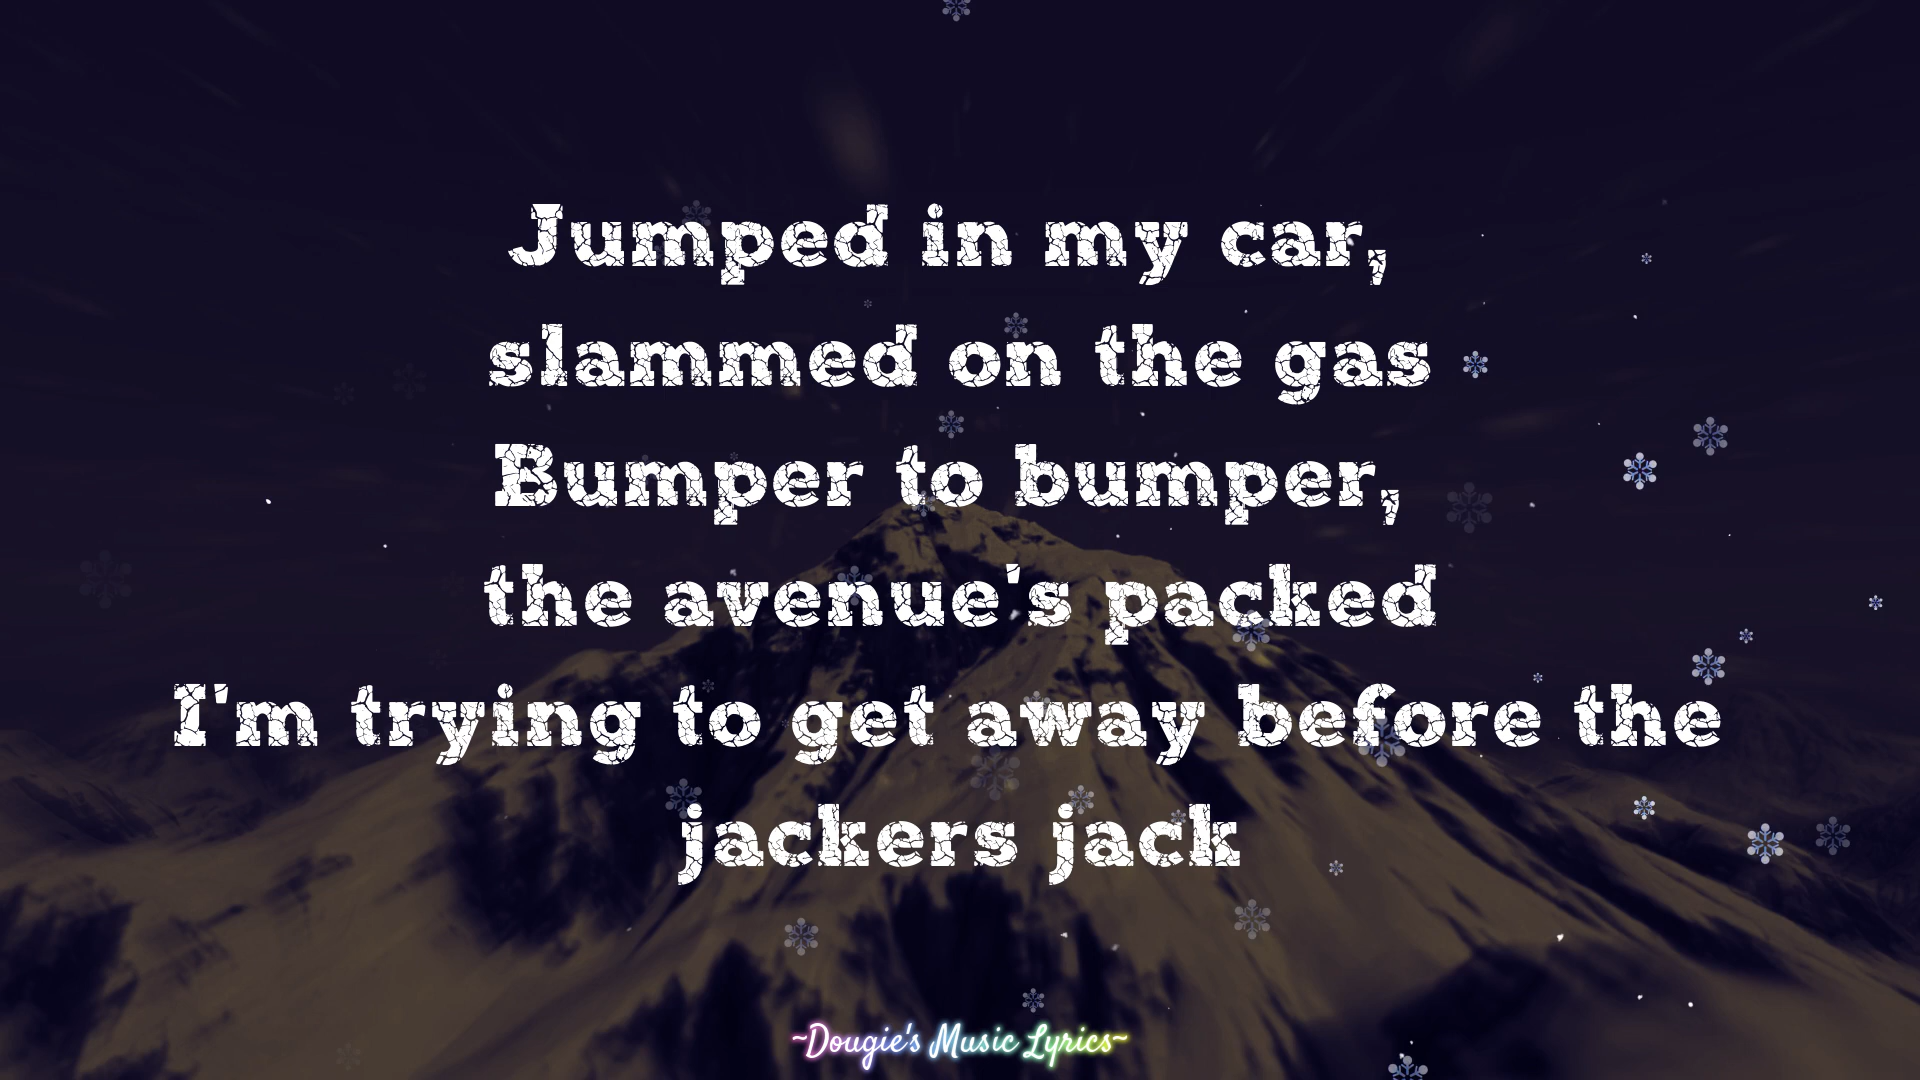 Jumped in my car,
slammed on the gas
Bumper to bumper,
the avenue's packed
I'm trying to get away before the
jackers jack
~Dougie's Music Lyrics~